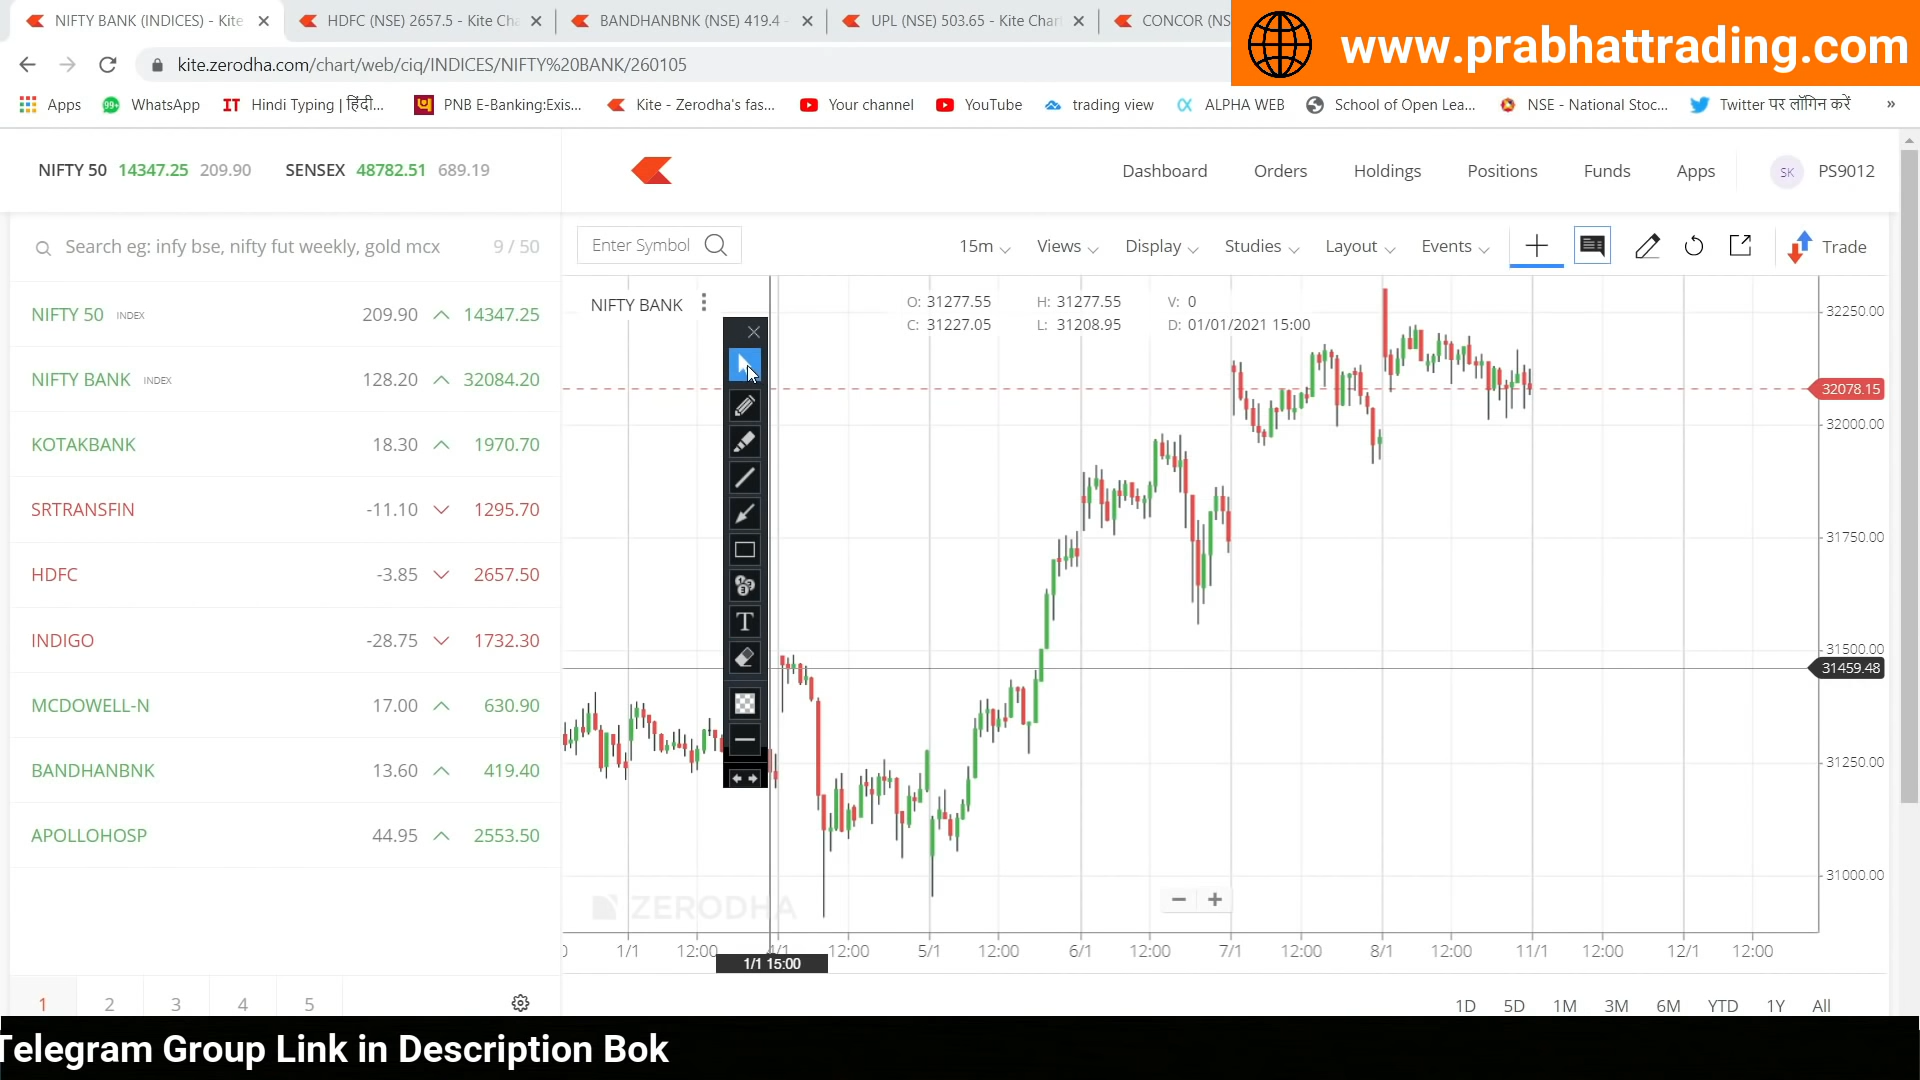 NIFTY BANK (INDICES) - Kite
HDFC (NSE) 2657.5 - Kite Cha
BANDHANBNK (NSE) 419.4 -
UPL (NSE) 503.65 - Kite Chart
CONCOR (NS
www.prabhattrading.com
kite.zerodha.com/chart/web/ciq/INDICES/NIFTY%20BANK/260105
Apps
99+
WhatsApp
IT Hindi Typing | हिंदी...
PNB E-Banking:Exis...
Kite - Zerodha's fas...
Your channel
YouTube
trading view
ALPHA WEB
School of Open Lea...
NSE - National Stoc...
Twitter पर लॉगिन करें
»
NIFTY 50 14347.25 209.90
SENSEX 48782.51 689.19
Dashboard
Orders
Holdings
Positions
Funds
Apps
SK
PS9012
Search eg: infy bse, nifty fut weekly, gold mcx 9 / 50
Enter Symbol
15m
Views
Display
Studies
Layout
Events
Trade
NIFTY 50 INDEX 209.90 14347.25
NIFTY BANK INDEX 128.20 32084.20
KOTAKBANK 18.30 1970.70
SRTRANSFIN -11.10 1295.70
HDFC -3.85 2657.50
INDIGO -28.75 1732.30
MCDOWELL-N 17.00 630.90
BANDHANBNK 13.60 419.40
APOLLOHOSP 44.95 2553.50
1 2 3 4 5
NIFTY BANK
O: 31277.55 H: 31277.55 V: 0
C: 31227.05 L: 31208.95 D: 01/01/2021 15:00
T
32250.00
32078.15
32000.00
31750.00
31500.00
31459.48
31250.00
31000.00
ZERODHA
1/1 12:00 4/1 12:00 5/1 12:00 6/1 12:00 7/1 12:00 8/1 12:00 11/1 12:00 12/1 12:00
1/1 15:00
1D 5D 1M 3M 6M YTD 1Y All
Telegram Group Link in Description Bok